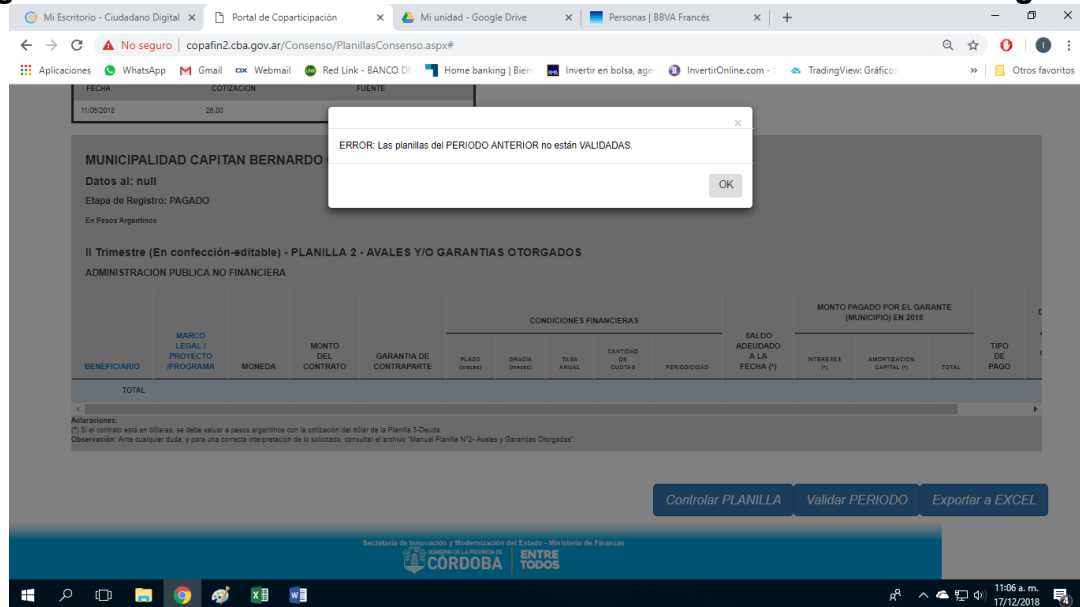 Mi Escritorio - Ciudadano Digital
Portal de Coparticipación
Mi unidad - Google Drive
Personas | BBVA Francés
No seguro | copafin2.cba.gov.ar/Consenso/PlanillasConsenso.aspx#
Aplicaciones WhatsApp Gmail Webmail Red Link - BANCO DE Home banking | Bien Invertir en bolsa, age InvertirOnline.com - TradingView: Gráficos » Otros favoritos
FECHA COTIZACIÓN FUENTE
11/06/2018 26,00
ERROR: Las planillas del PERIODO ANTERIOR no están VALIDADAS.
OK
MUNICIPALIDAD CAPITAN BERNARDO
Datos al: null
Etapa de Registro: PAGADO
En Pesos Argentinos
II Trimestre (En confección-editable) - PLANILLA 2 - AVALES Y/O GARANTIAS OTORGADOS
ADMINISTRACION PUBLICA NO FINANCIERA
BENEFICIARIO
MARCO
LEGAL /
PROYECTO
/PROGRAMA
MONEDA
MONTO
DEL
CONTRATO
GARANTIA DE
CONTRAPARTE
CONDICIONES FINANCIERAS
PLAZO
(meses)
GRACIA
(meses)
TASA
ANUAL
CANTIDAD
DE
CUOTAS
PERIODICIDAD
SALDO
ADEUDADO
A LA
FECHA (*)
MONTO PAGADO POR EL GARANTE
(MUNICIPIO) EN 2018
INTERESES
(*)
AMORTIZACIÓN
CAPITAL (*)
TOTAL
TIPO
DE
PAGO
TOTAL
Aclaraciones:
(*) Si el contrato está en dólares, se debe valuar a pesos argentinos con la cotización del dólar de la Planilla 3-Deuda.
Observación: Ante cualquier duda, y para una correcta interpretación de lo solicitado, consultar el archivo "Manual Planilla N°2- Avales y Garantías Otorgadas".
Controlar PLANILLA Validar PERIODO Exportar a EXCEL
Secretaría de Innovación y Modernización del Estado - Ministerio de Finanzas
GOBIERNO DE LA PROVINCIA DE
CÓRDOBA
ENTRE
TODOS
11:06 a. m.
17/12/2018
4